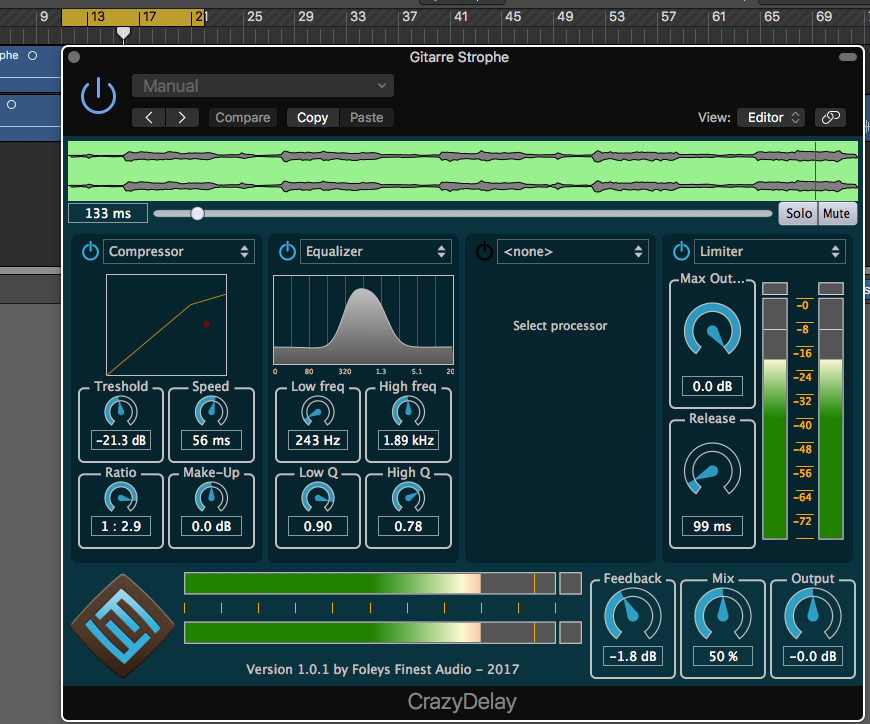 9 13 17 21 25 29 33 37 41 45 49 53 57 61 65 69
phe
Gitarre Strophe
Manual
Compare Copy Paste View: Editor
133 ms Solo Mute
Compressor Equalizer <none> Limiter
Max Out...
Select processor
0 80 320 1.3 5.1 20
Treshold Speed Low freq High freq
-21.3 dB 56 ms 243 Hz 1.89 kHz 0.0 dB
Ratio Make-Up Low Q High Q Release
1 : 2.9 0.0 dB 0.90 0.78 99 ms
-0
-8
-16
-24
-32
-40
-48
-56
-64
-72
Feedback Mix Output
-1.8 dB 50 % -0.0 dB
Version 1.0.1 by Foleys Finest Audio - 2017
CrazyDelay